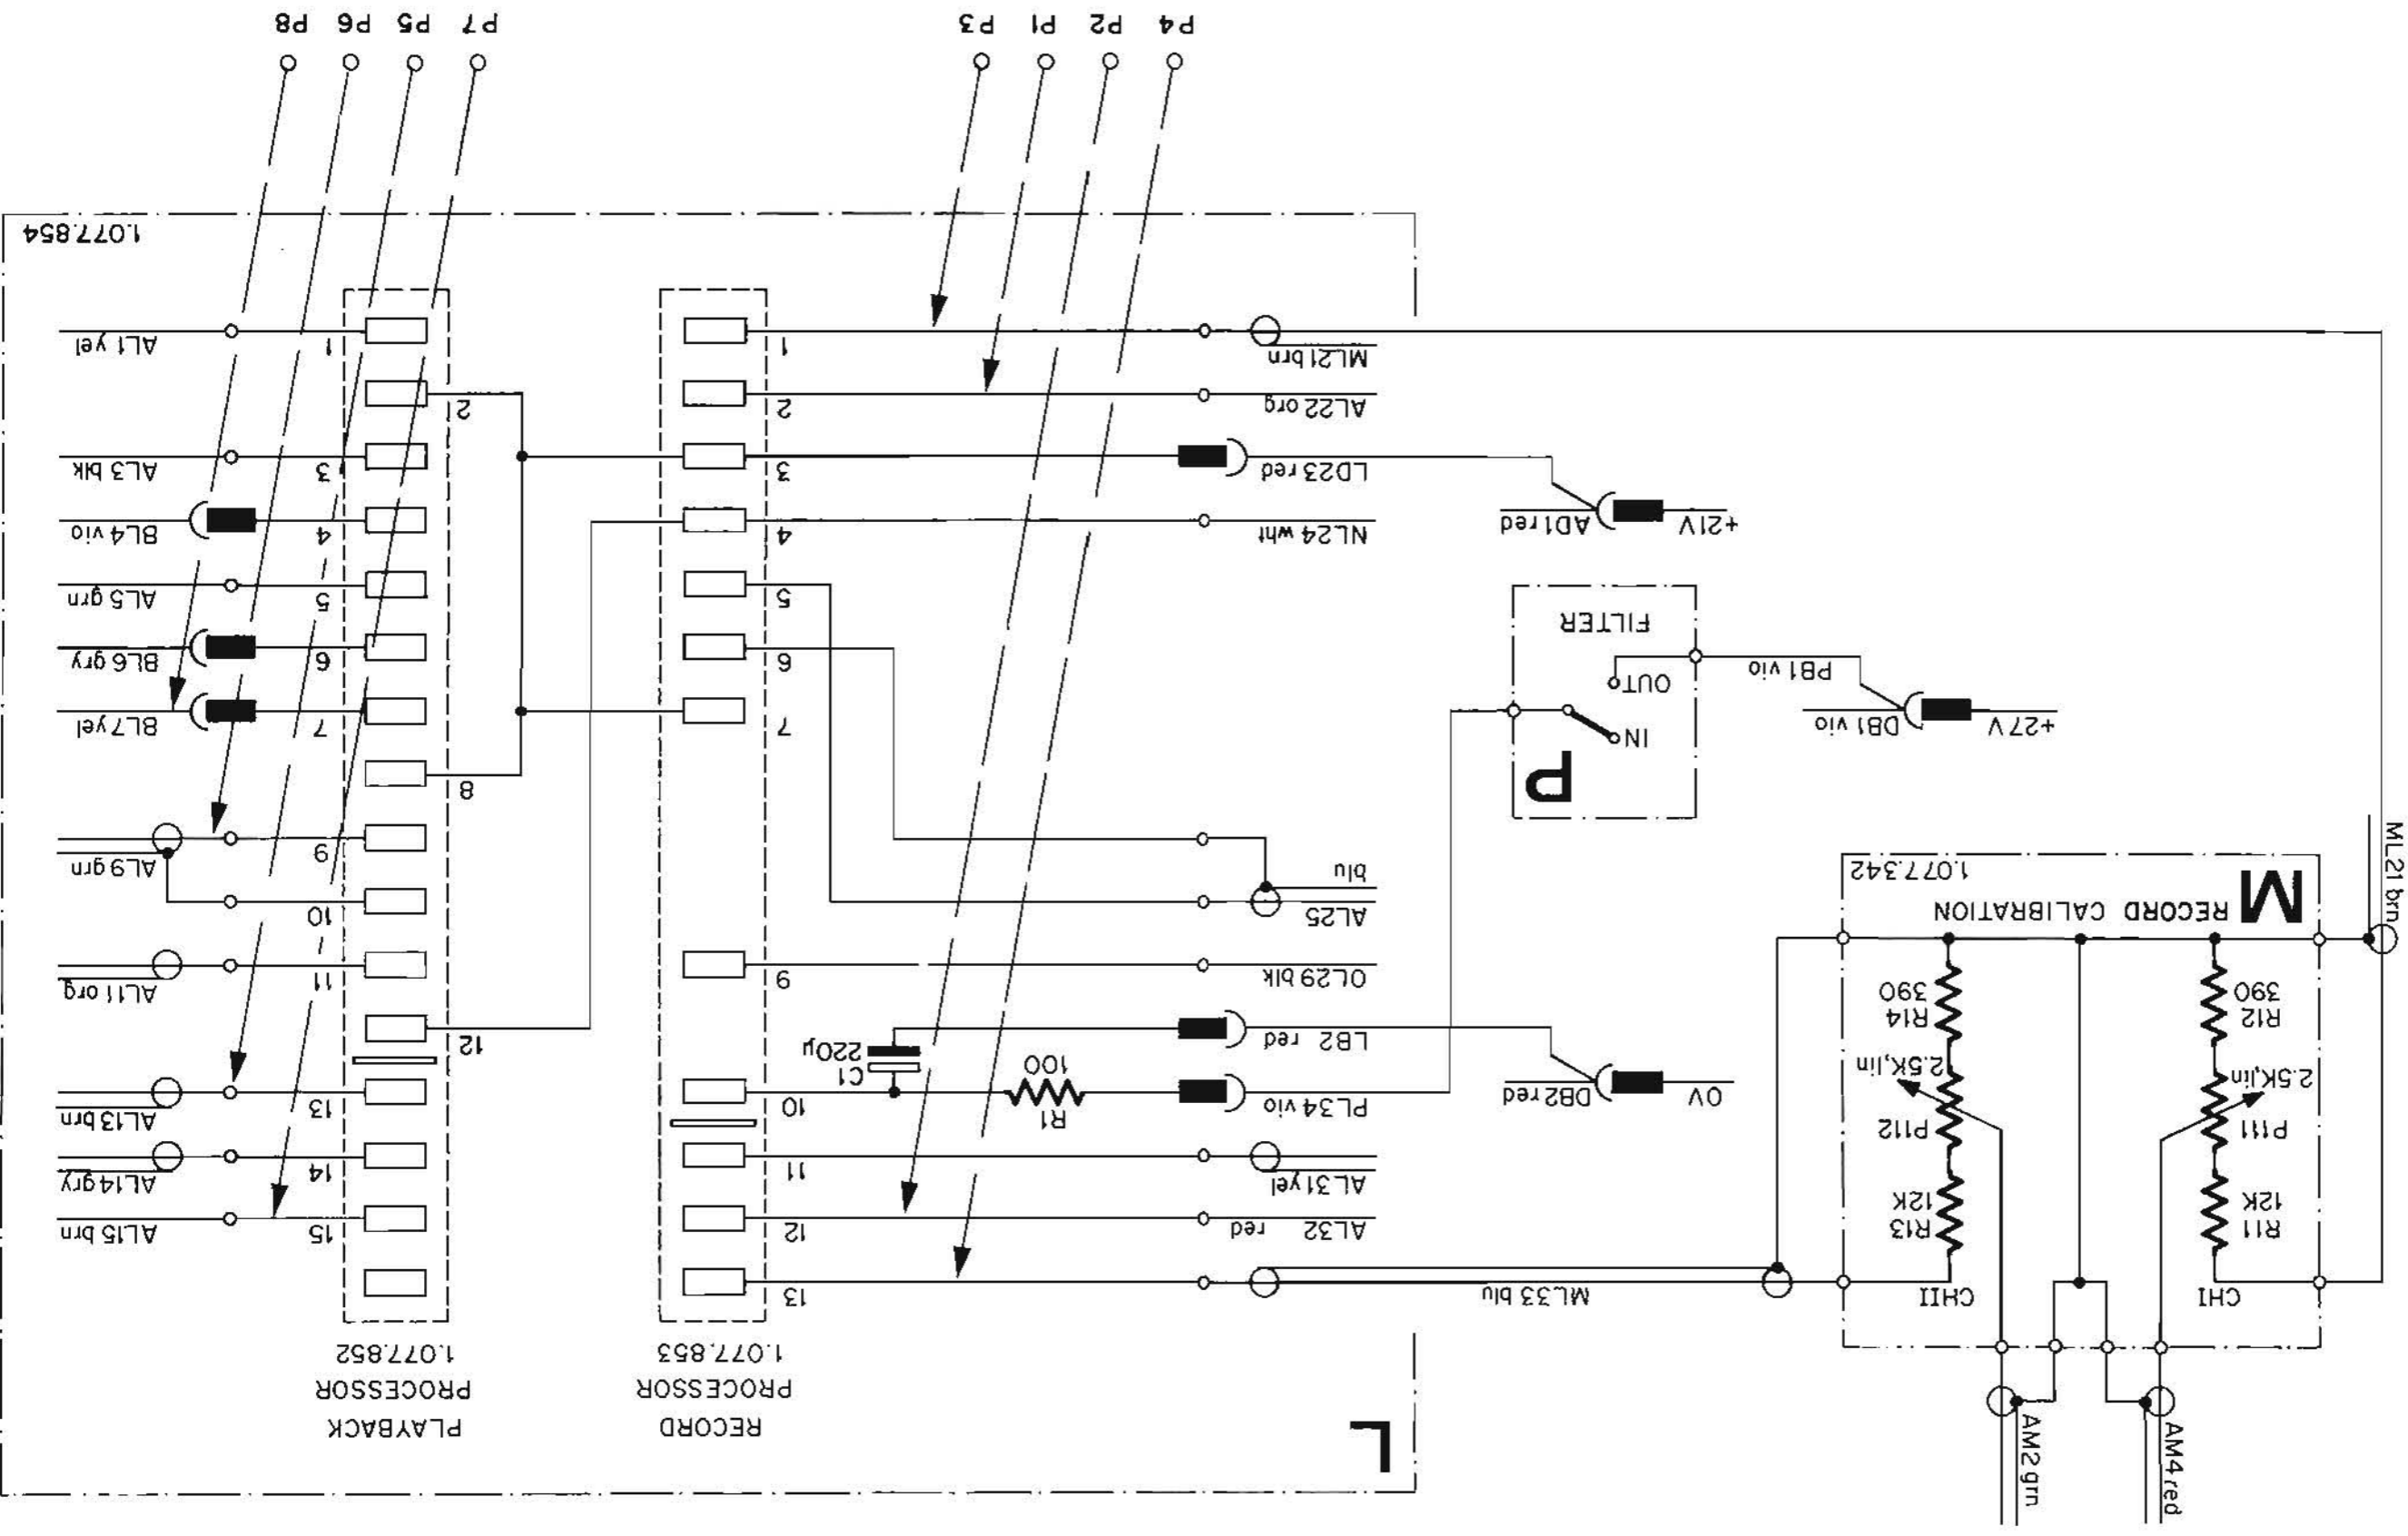 AM4 red
AM2 grn
L
RECORD
PROCESSOR
1.077.853
PLAYBACK
PROCESSOR
1.077.852
CHI
CHII
R11
12K
R13
12K
P111
2.5K,lin
P112
2.5K,lin
R12
390
R14
390
M
RECORD CALIBRATION
1.077.342
ML21 brn
ML33 blu
13
AL32 red
12
AL31 yel
11
0V
DB2 red
PL34 vio
R1
100
10
LB2 red
C1
220µ
OL29 blk
9
AL25
blu
P
IN
OUT
FILTER
+27V
DB1 vio
PB1 vio
7
6
5
+21V
AD1 red
NL24 wht
4
LD23 red
3
AL22 org
2
ML21 brn
1
15
AL15 brn
14
AL14 gry
13
AL13 brn
12
11
AL11 org
10
9
AL9 grn
8
7
BL7 yel
6
BL6 gry
5
AL5 grn
4
BL4 vio
3
AL3 blk
2
1
AL1 yel
1.077.854
P4
P2
P1
P3
P7
P5
P6
P8